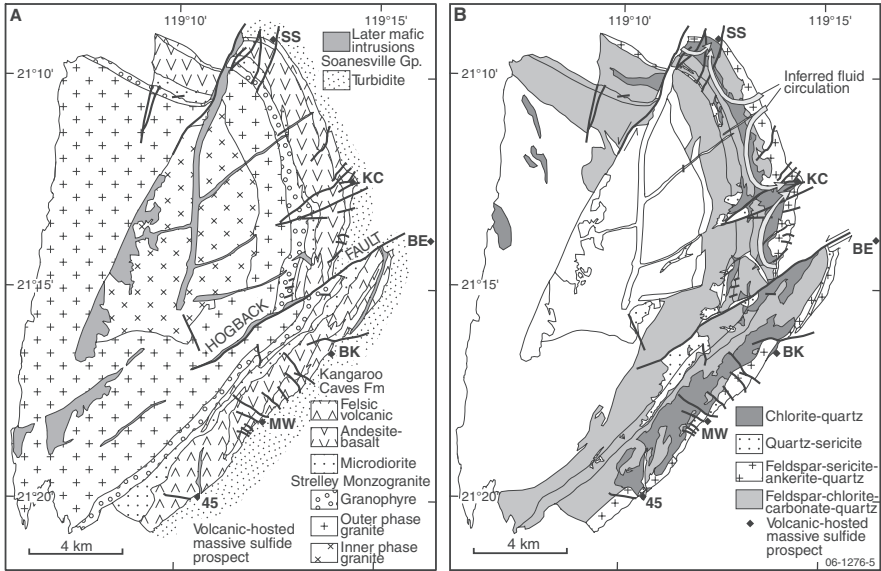 A
119°10'
119°15'
SS
Later mafic
intrusions
Soanesville Gp.
Turbidite
21°10'
KC
BE
HOGBACK FAULT
21°15'
BK
Kangaroo
Caves Fm
Felsic
volcanic
Andesite-
basalt
MW
Microdiorite
Strelley Monzogranite
Granophyre
21°20'
45
Outer phase
granite
Volcanic-hosted
massive sulfide
prospect
Inner phase
granite
4 km
B
119°10'
119°15'
SS
21°10'
Inferred fluid
circulation
KC
BE
21°15'
BK
Chlorite-quartz
MW
Quartz-sericite
Feldspar-sericite-
ankerite-quartz
21°20'
45
Feldspar-chlorite-
carbonate-quartz
Volcanic-hosted
massive sulfide
prospect
4 km
06-1276-5